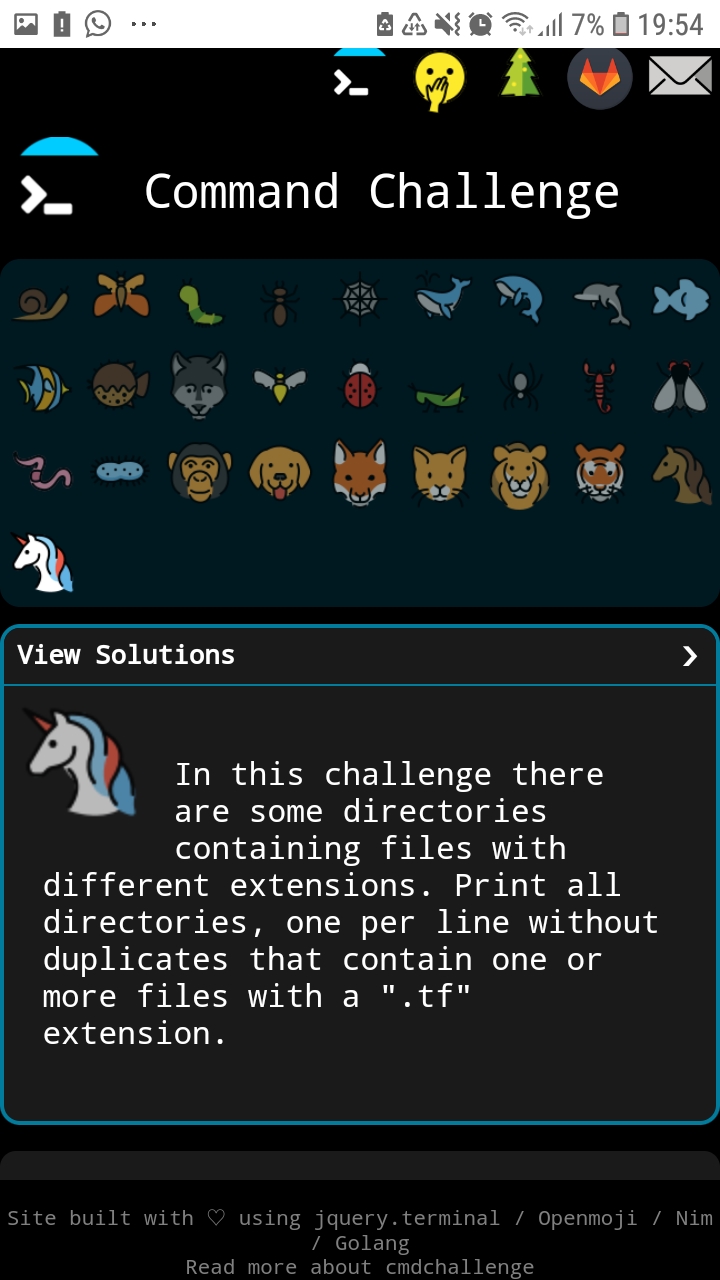 7% 19:54
Command Challenge
View Solutions
In this challenge there
are some directories
containing files with
different extensions. Print all
directories, one per line without
duplicates that contain one or
more files with a ".tf"
extension.
Site built with ♡ using jquery.terminal / Openmoji / Nim
/ Golang
Read more about cmdchallenge